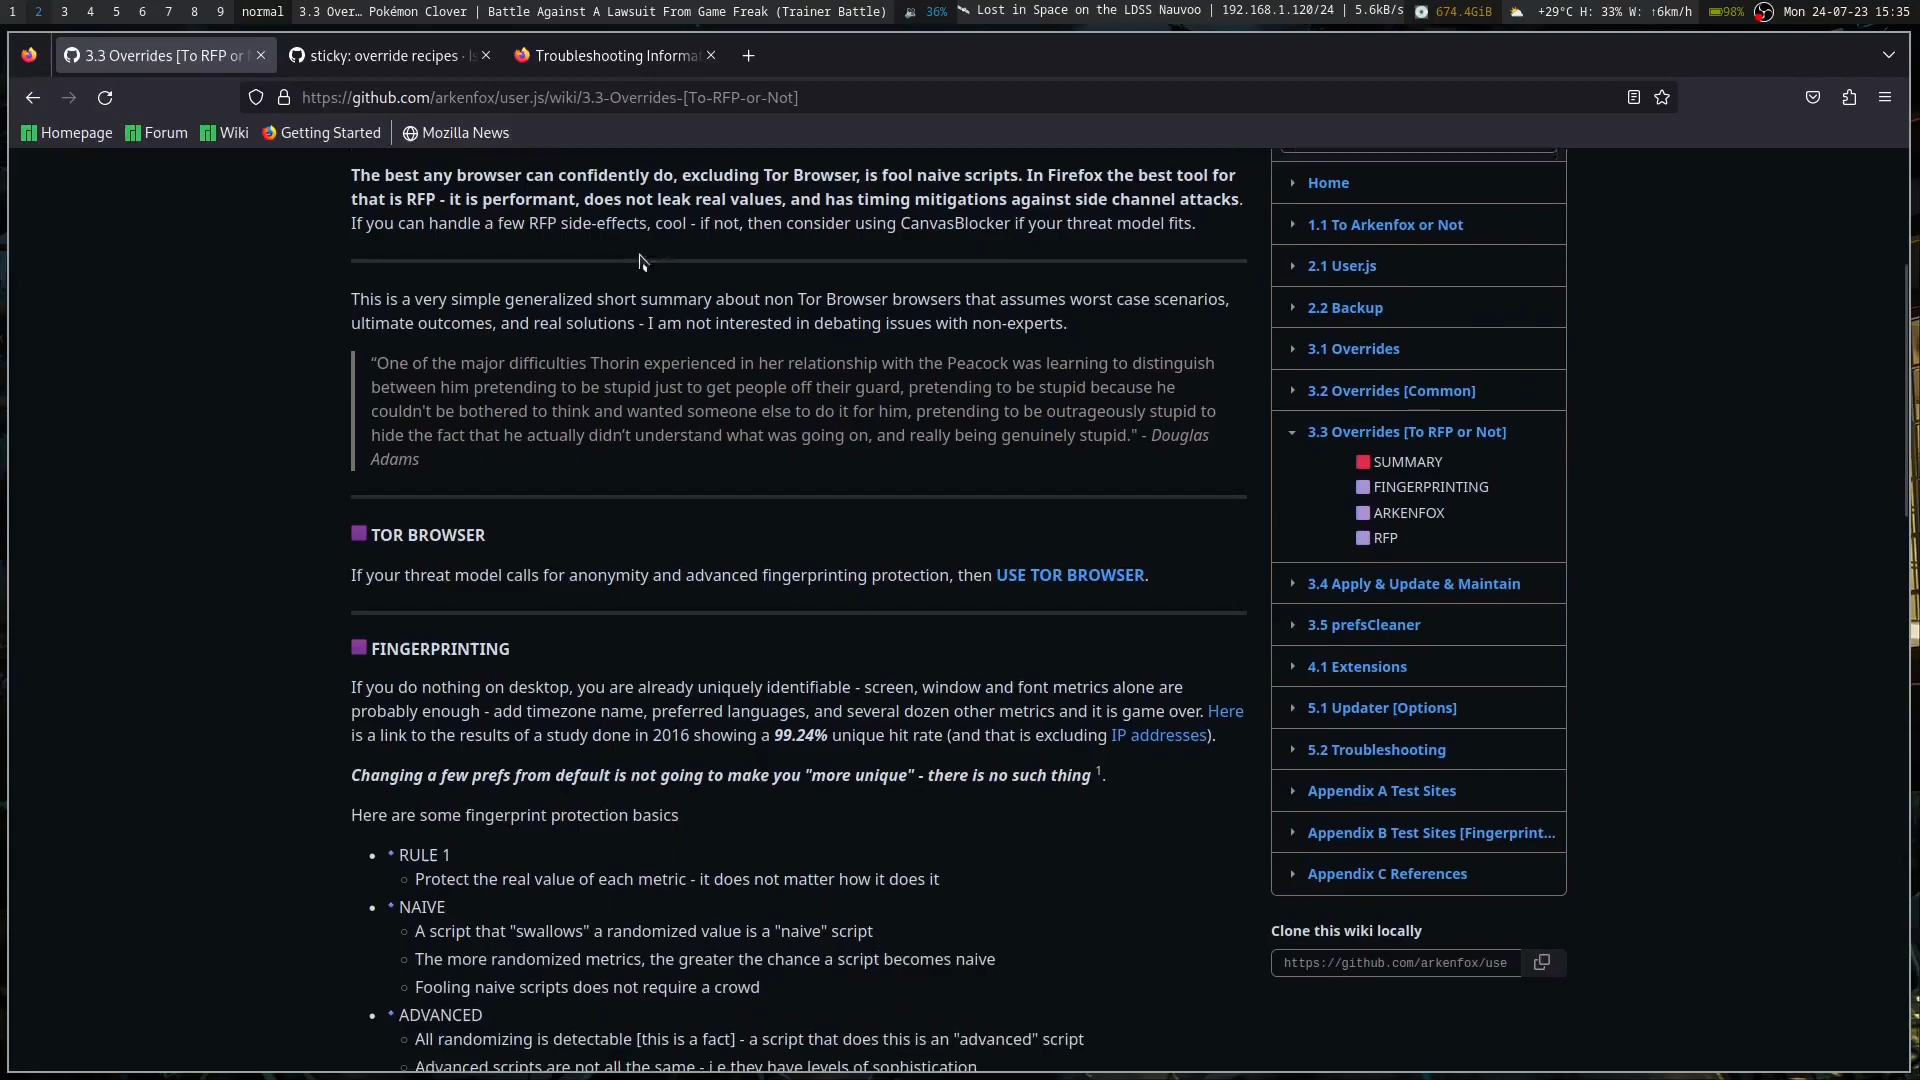 1 2 3 4 5 6 7 8 9 normal 3.3 Over… Pokémon Clover | Battle Against A Lawsuit From Game Freak (Trainer Battle) 36% Lost in Space on the LDSS Nauvoo | 192.168.1.120/24 | 5.6kB/s 674.4GiB +29°C H: 33% W: ↑6km/h 98% Mon 24-07-23 15:35
3.3 Overrides [To RFP or sticky: override recipes · Is Troubleshooting Informat
https://github.com/arkenfox/user.js/wiki/3.3-Overrides-[To-RFP-or-Not]
Homepage Forum Wiki Getting Started Mozilla News
The best any browser can confidently do, excluding Tor Browser, is fool naive scripts. In Firefox the best tool for
that is RFP - it is performant, does not leak real values, and has timing mitigations against side channel attacks.
If you can handle a few RFP side-effects, cool - if not, then consider using CanvasBlocker if your threat model fits.
This is a very simple generalized short summary about non Tor Browser browsers that assumes worst case scenarios,
ultimate outcomes, and real solutions - I am not interested in debating issues with non-experts.
“One of the major difficulties Thorin experienced in her relationship with the Peacock was learning to distinguish
between him pretending to be stupid just to get people off their guard, pretending to be stupid because he
couldn't be bothered to think and wanted someone else to do it for him, pretending to be outrageously stupid to
hide the fact that he actually didn’t understand what was going on, and really being genuinely stupid." - Douglas
Adams
TOR BROWSER
If your threat model calls for anonymity and advanced fingerprinting protection, then USE TOR BROWSER.
FINGERPRINTING
If you do nothing on desktop, you are already uniquely identifiable - screen, window and font metrics alone are
probably enough - add timezone name, preferred languages, and several dozen other metrics and it is game over. Here
is a link to the results of a study done in 2016 showing a 99.24% unique hit rate (and that is excluding IP addresses).
Changing a few prefs from default is not going to make you "more unique" - there is no such thing 1.
Here are some fingerprint protection basics
RULE 1
Protect the real value of each metric - it does not matter how it does it
NAIVE
A script that "swallows" a randomized value is a "naive" script
The more randomized metrics, the greater the chance a script becomes naive
Fooling naive scripts does not require a crowd
ADVANCED
All randomizing is detectable [this is a fact] - a script that does this is an "advanced" script
Advanced scripts are not all the same - i.e they have levels of sophistication
Home
1.1 To Arkenfox or Not
2.1 User.js
2.2 Backup
3.1 Overrides
3.2 Overrides [Common]
3.3 Overrides [To RFP or Not]
SUMMARY
FINGERPRINTING
ARKENFOX
RFP
3.4 Apply & Update & Maintain
3.5 prefsCleaner
4.1 Extensions
5.1 Updater [Options]
5.2 Troubleshooting
Appendix A Test Sites
Appendix B Test Sites [Fingerprint...
Appendix C References
Clone this wiki locally
https://github.com/arkenfox/use